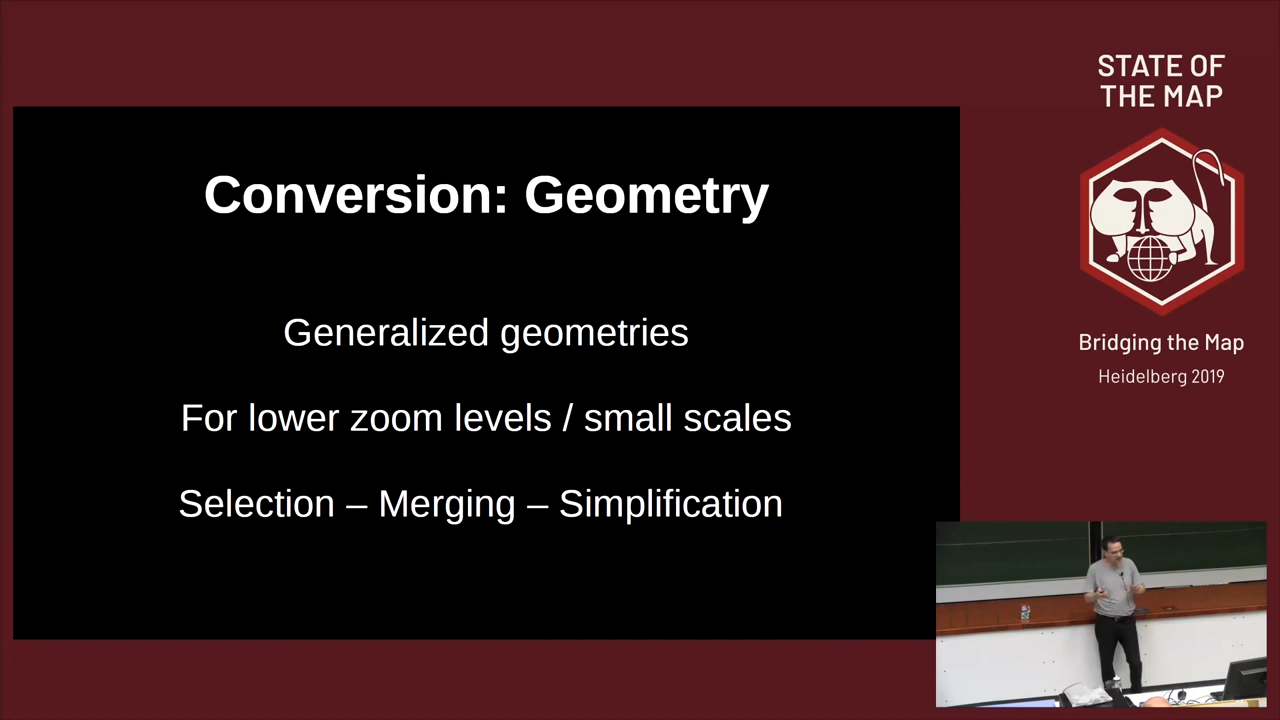 STATE OF
THE MAP
Conversion: Geometry
Generalized geometries
For lower zoom levels / small scales
Selection – Merging – Simplification
Bridging the Map
Heidelberg 2019